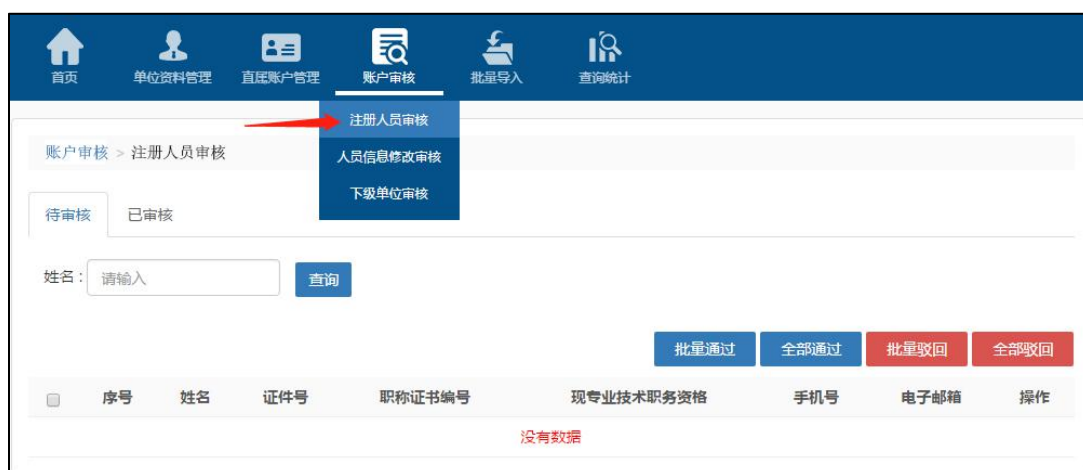 首页 单位资料管理 直属账户管理 账户审核 批量导入 查询统计
注册人员审核
账户审核 > 注册人员审核
人员信息修改审核
下级单位审核
待审核 已审核
姓名： 请输入 查询
批量通过 全部通过 批量驳回 全部驳回
序号 姓名 证件号 职称证书编号 现专业技术职务资格 手机号 电子邮箱 操作
没有数据